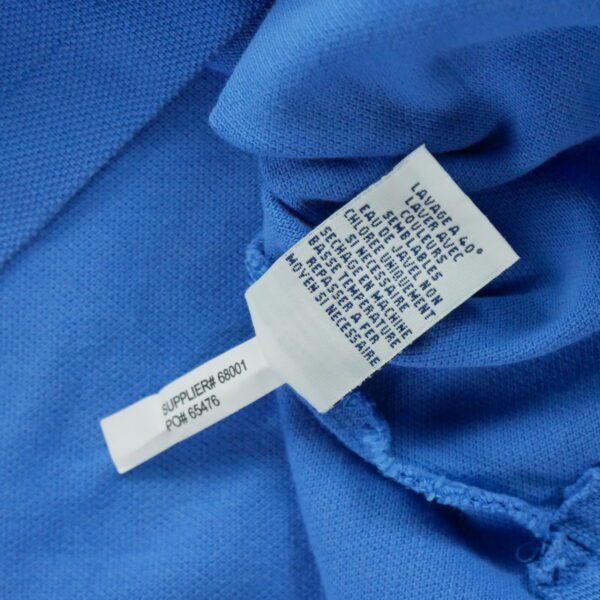 LAVAGE A 40°
LAVER AVEC
COULEURS
SEMBLABLES
EAU DE JAVEL NON
CHLOREE UNIQUEMENT
SI NECESSAIRE
SECHAGE EN MACHINE
BASSE TEMPERATURE
REPASSER A FER
MOYEN SI NECESSAIRE
SUPPLIER# 68001
PO# 65476